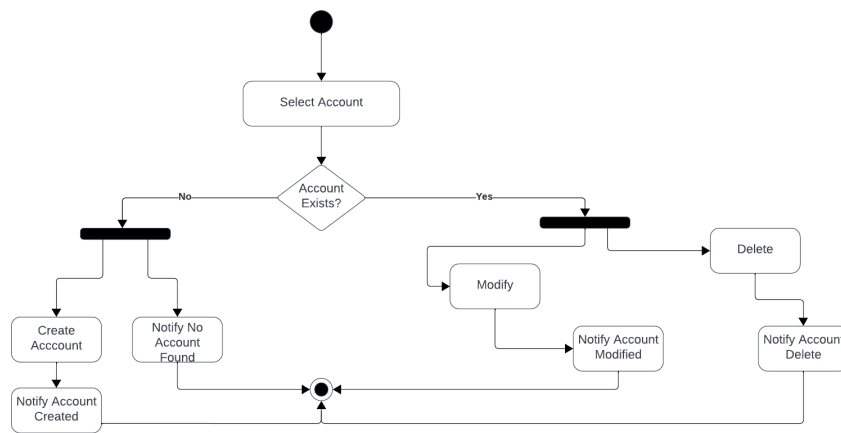 Select Account
Account
Exists?
No
Yes
Delete
Modify
Create
Acccount
Notify No
Account
Found
Notify Account
Modified
Notify Account
Delete
Notify Account
Created